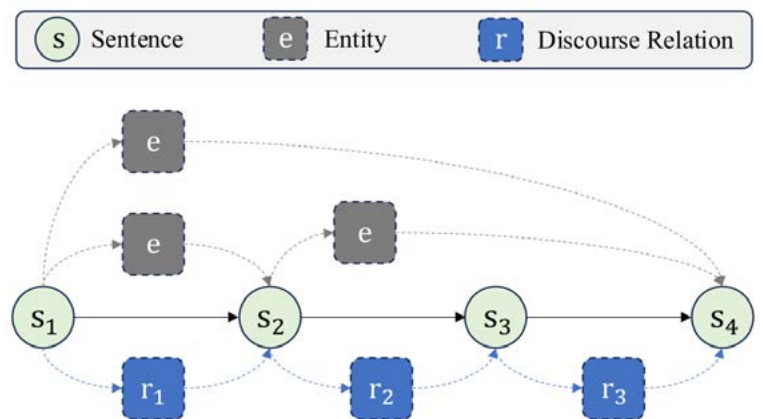 s Sentence e Entity r Discourse Relation
e
e e
s₁ s₂ s₃ s₄
r₁ r₂ r₃